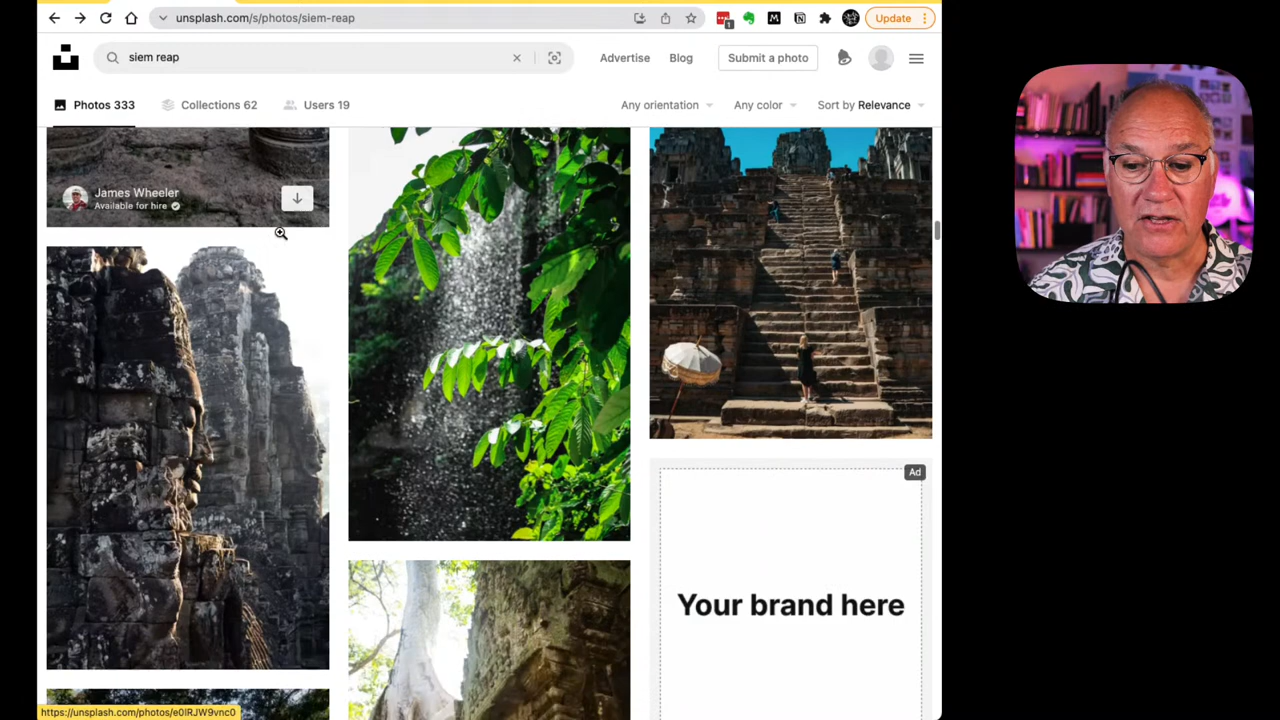 unsplash.com/s/photos/siem-reap
1
Update
siem reap
Advertise
Blog
Submit a photo
Photos 333
Collections 62
Users 19
Any orientation
Any color
Sort by Relevance
James Wheeler
Available for hire
Ad
Your brand here
https://unsplash.com/photos/e0lRJW9vnc0